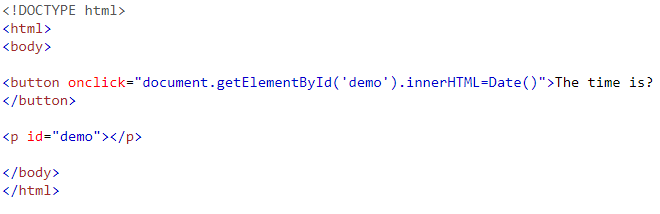 <!DOCTYPE html>
<html>
<body>
<button onclick="document.getElementById('demo').innerHTML=Date()">The time is?
</button>
<p id="demo"></p>
</body>
</html>